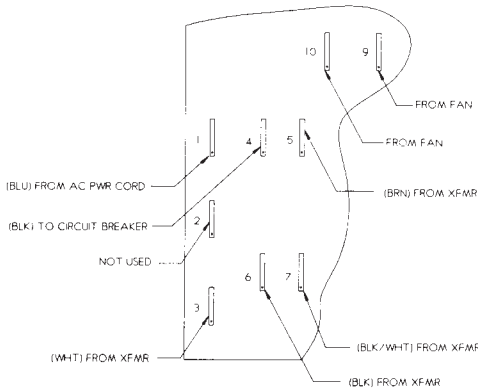 10
9
FROM FAN
1
4
5
FROM FAN
(BLU) FROM AC PWR CORD
(BRN) FROM XFMR
2
(BLK) TO CIRCUIT BREAKER
NOT USED
6
7
3
(WHT) FROM XFMR
(BLK/WHT) FROM XFMR
(BLK) FROM XFMR